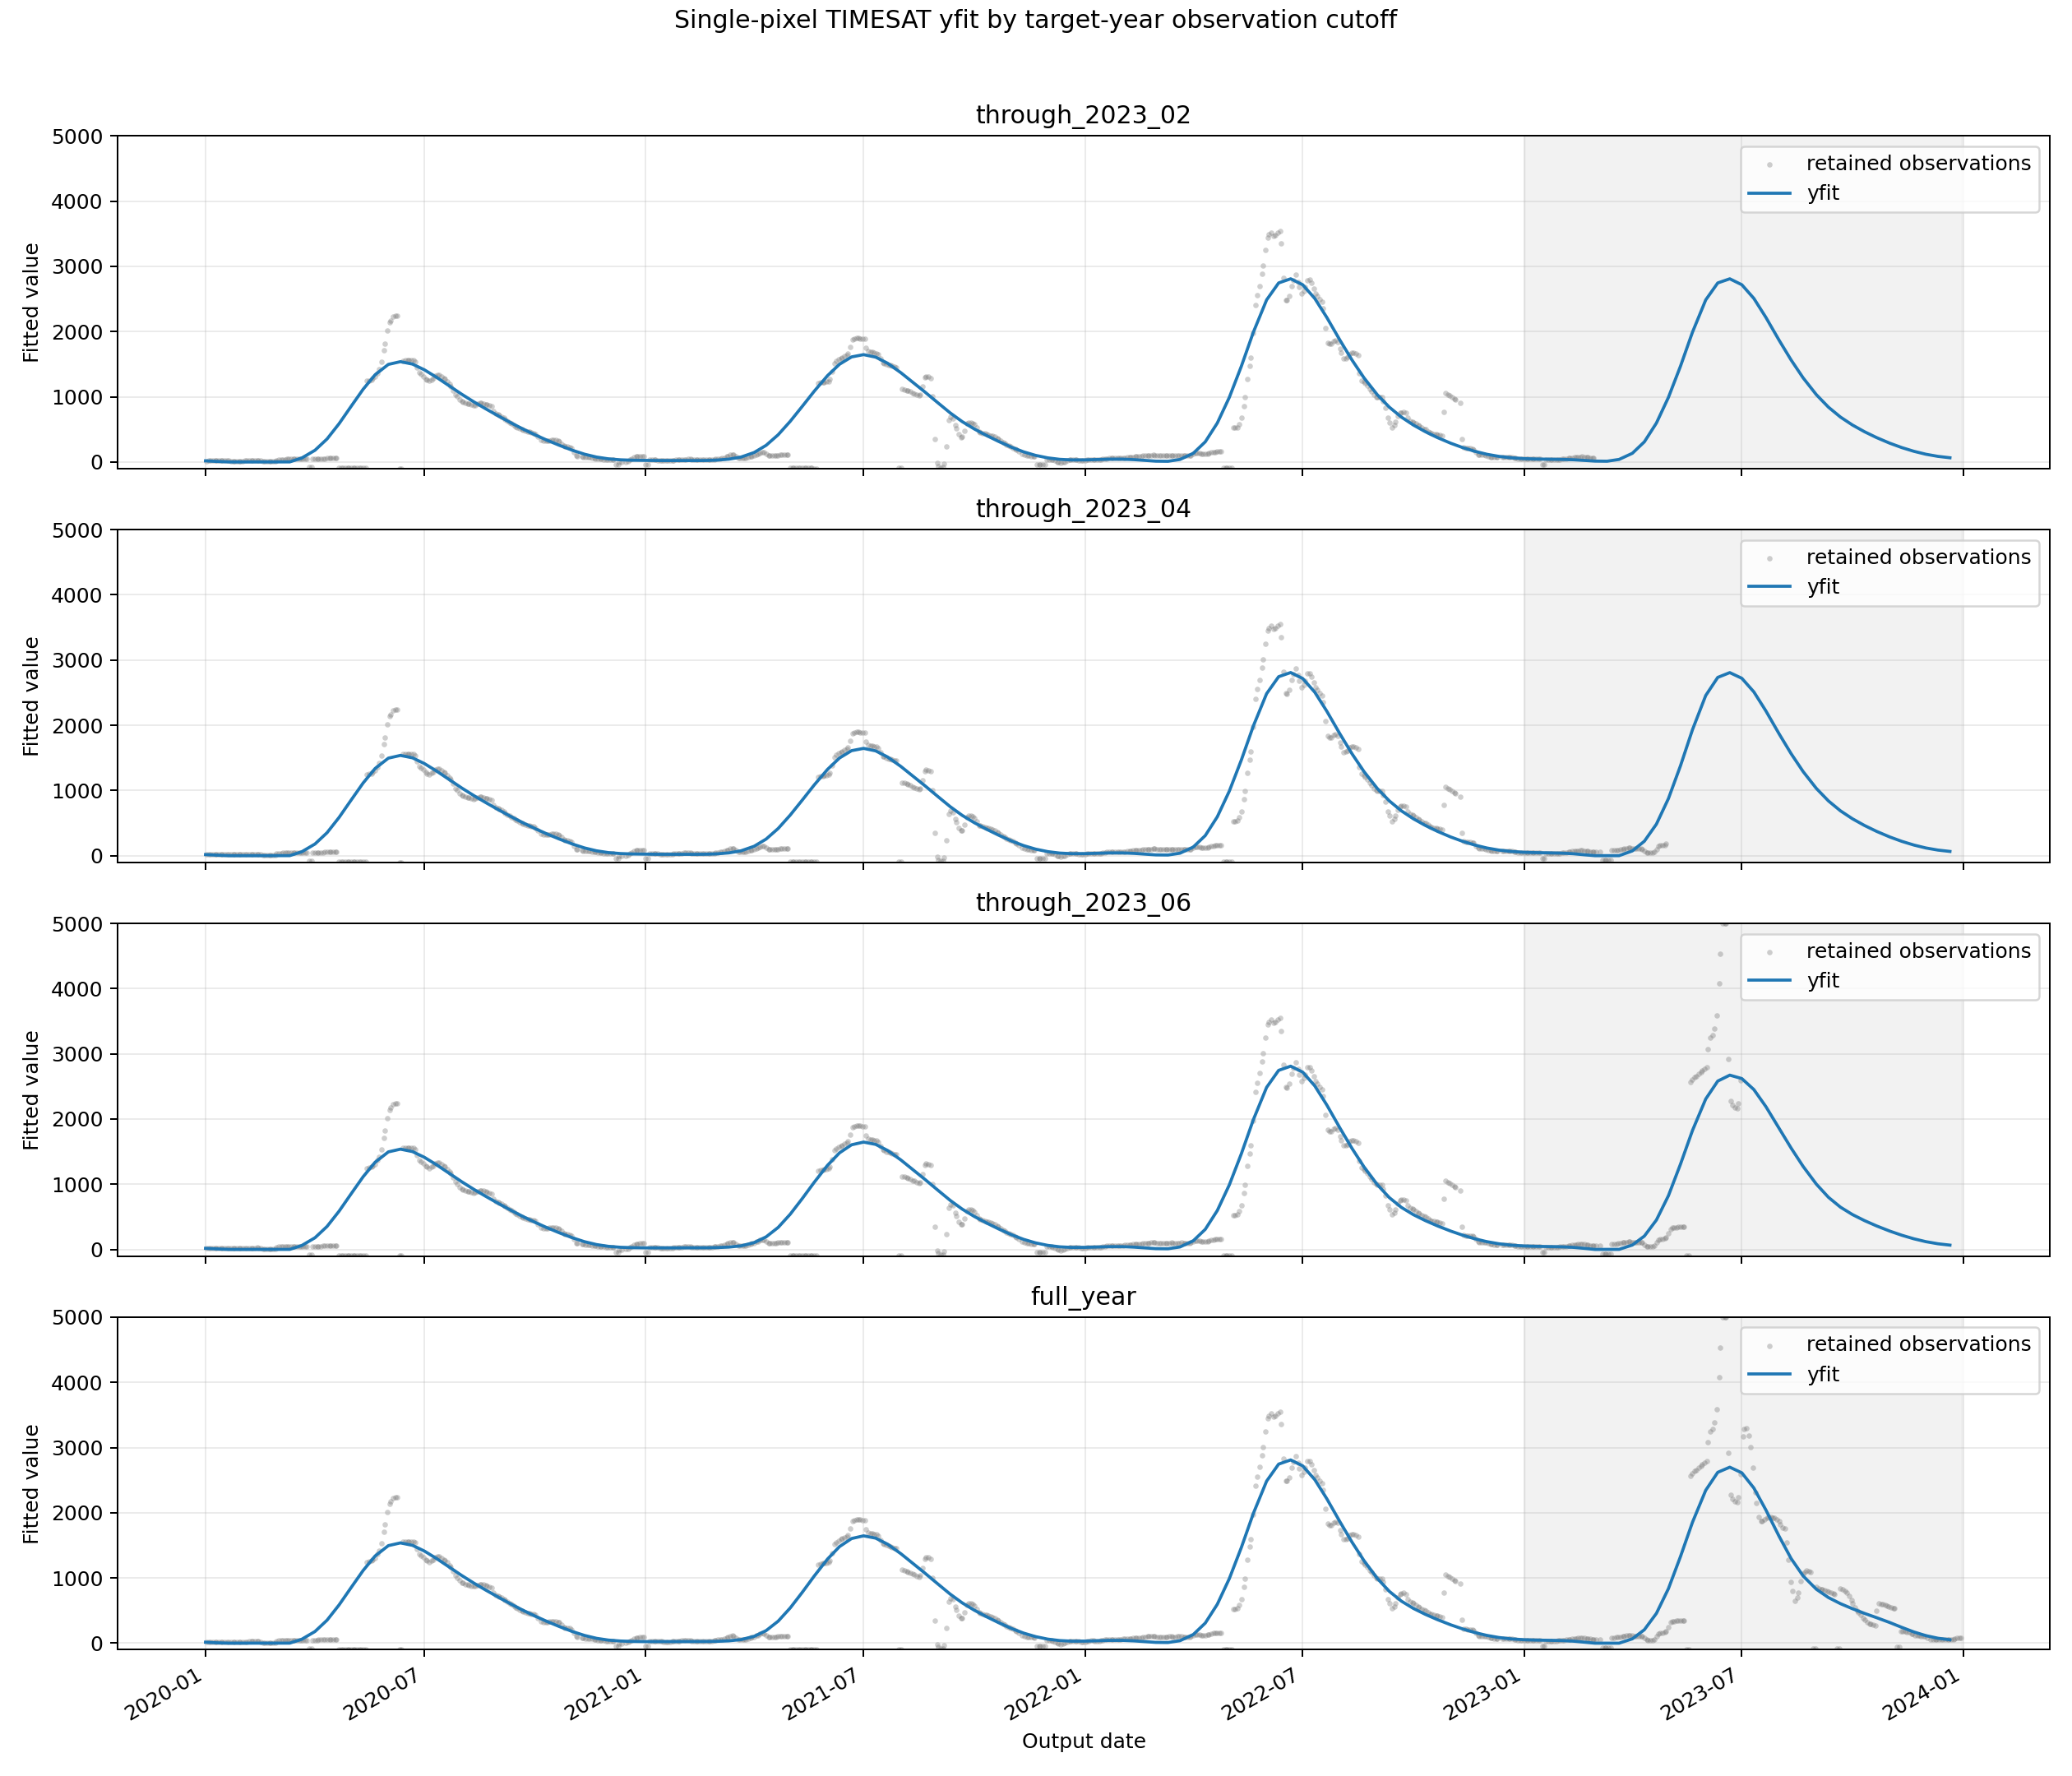 Single-pixel TIMESAT yfit by target-year observation cutoff
through_2023_02
5000
4000
3000
2000
1000
0
Fitted value
retained observations
yfit
through_2023_04
5000
4000
3000
2000
1000
0
Fitted value
retained observations
yfit
through_2023_06
5000
4000
3000
2000
1000
0
Fitted value
retained observations
yfit
full_year
5000
4000
3000
2000
1000
0
Fitted value
retained observations
yfit
2020-01
2020-07
2021-01
2021-07
2022-01
2022-07
2023-01
2023-07
2024-01
Output date